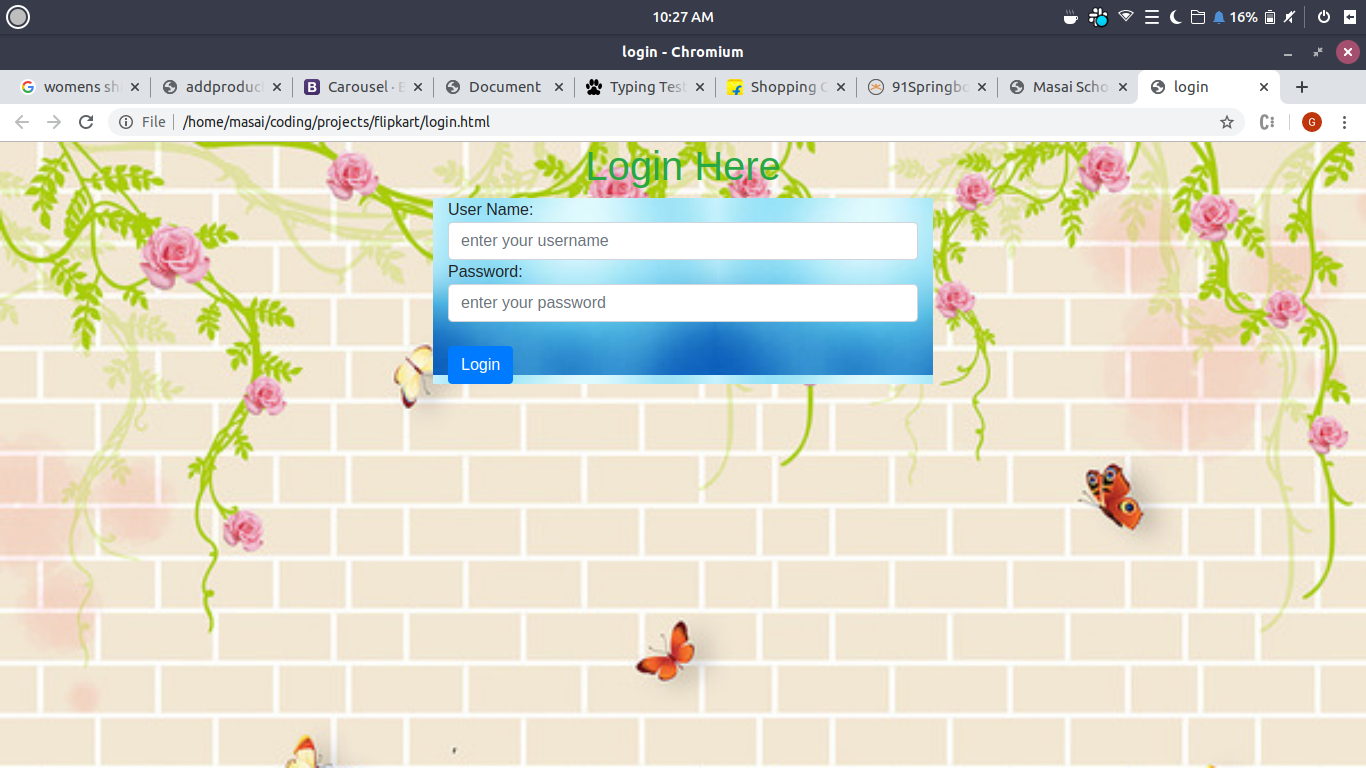 10:27 AM
16%
login - Chromium
womens sh
addproduc
Carousel · B
Document
Typing Test
Shopping C
91Springbo
Masai Scho
login
File
/home/masai/coding/projects/flipkart/login.html
G
Login Here
User Name:
enter your username
Password:
enter your password
Login